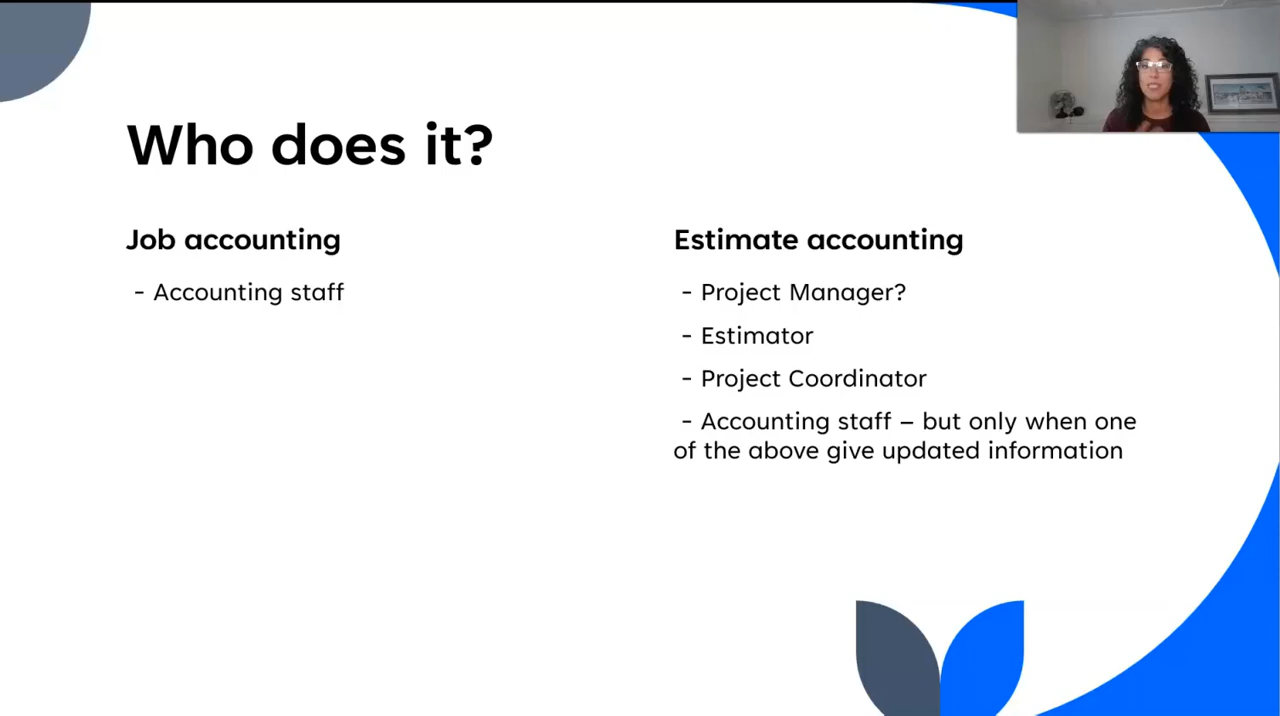 Who does it?
Job accounting
- Accounting staff
Estimate accounting
- Project Manager?
- Estimator
- Project Coordinator
- Accounting staff – but only when one
of the above give updated information